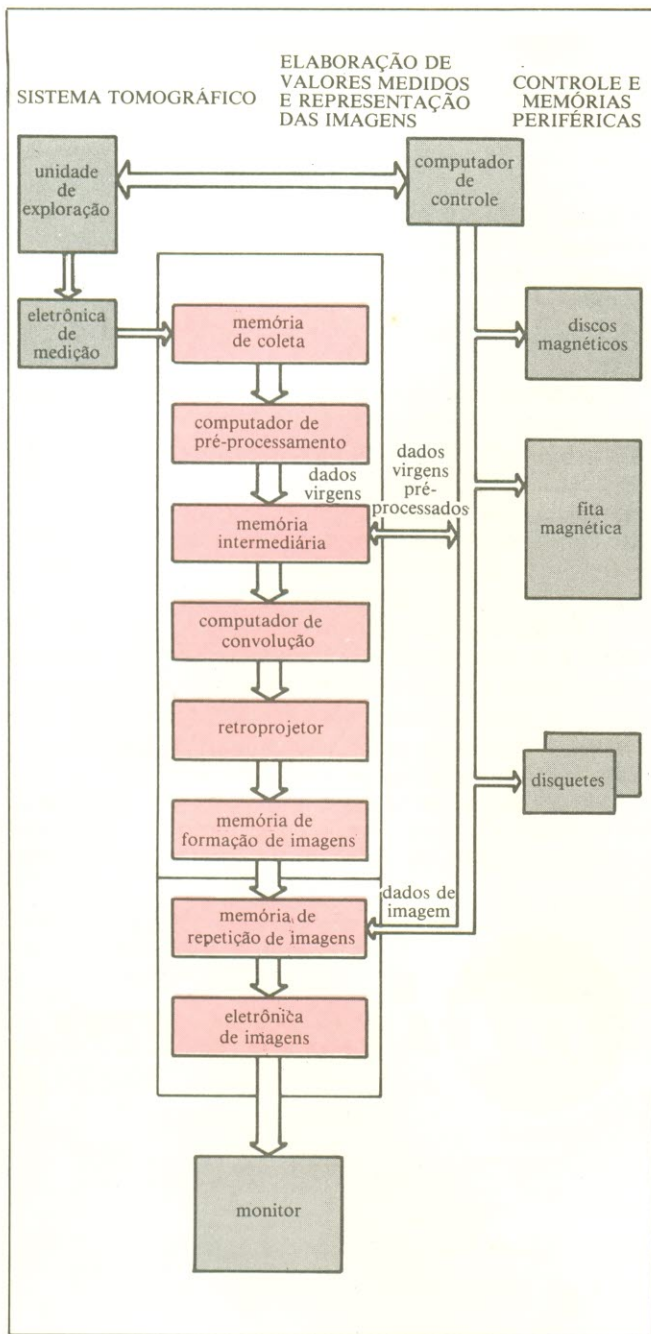 SISTEMA TOMOGRÁFICO
ELABORAÇÃO DE
VALORES MEDIDOS
E REPRESENTAÇÃO
DAS IMAGENS
CONTROLE E
MEMÓRIAS
PERIFÉRICAS
unidade
de
exploração
computador
de
controle
eletrônica
de
medição
memória
de coleta
discos
magnéticos
computador de
pré-processamento
dados
virgens
dados
virgens
pré-
processados
memória
intermediária
fita
magnética
computador de
convolução
retroprojetor
disquetes
memória de
formação de imagens
dados de
imagem
memória de
repetição de imagens
eletrônica
de imagens
monitor